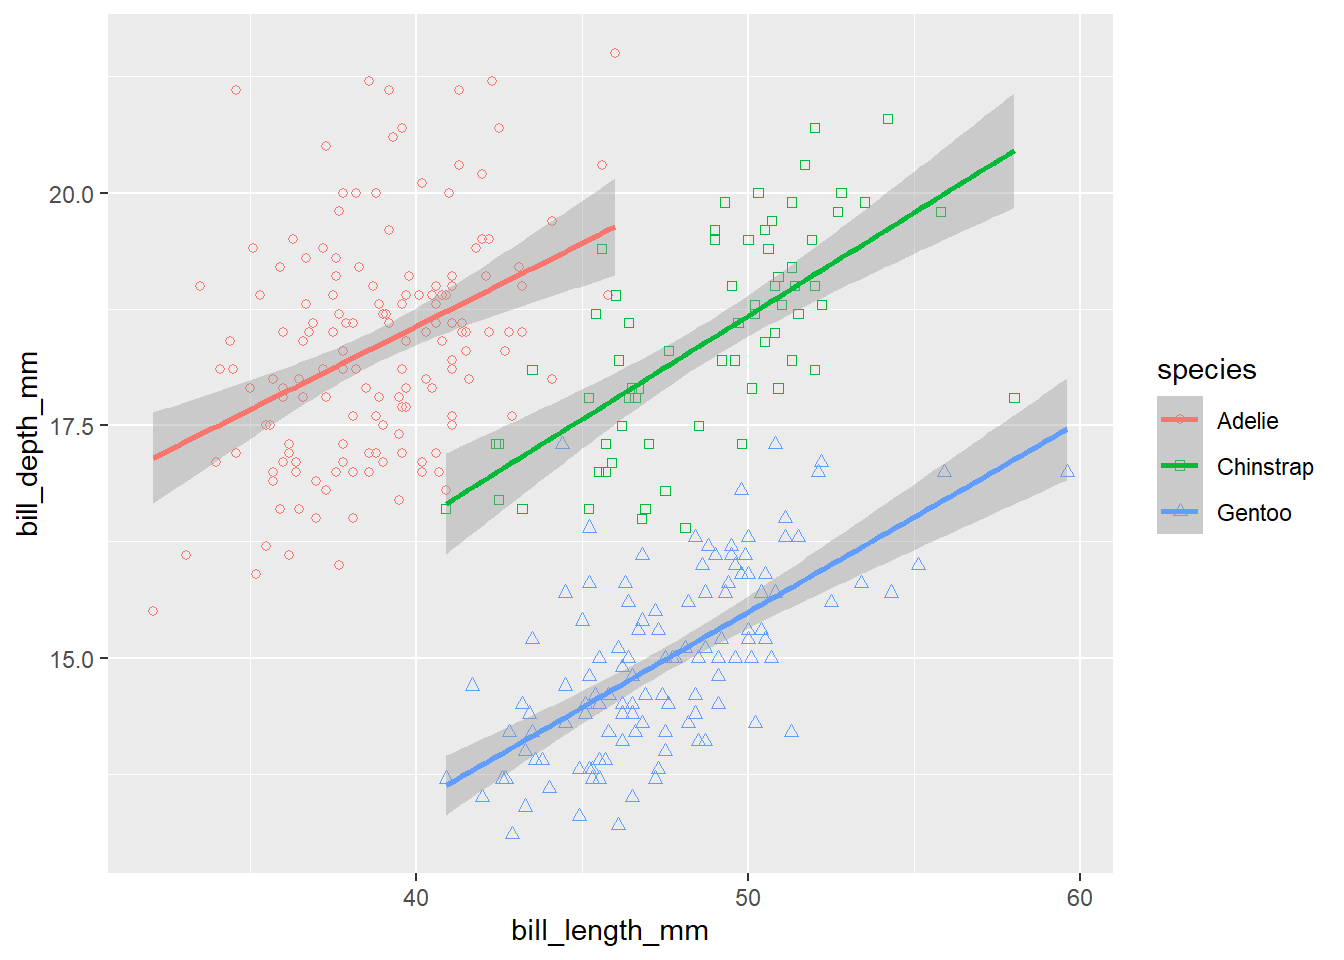 20.0
17.5
15.0
bill_depth_mm
40
50
60
bill_length_mm
species
Adelie
Chinstrap
Gentoo